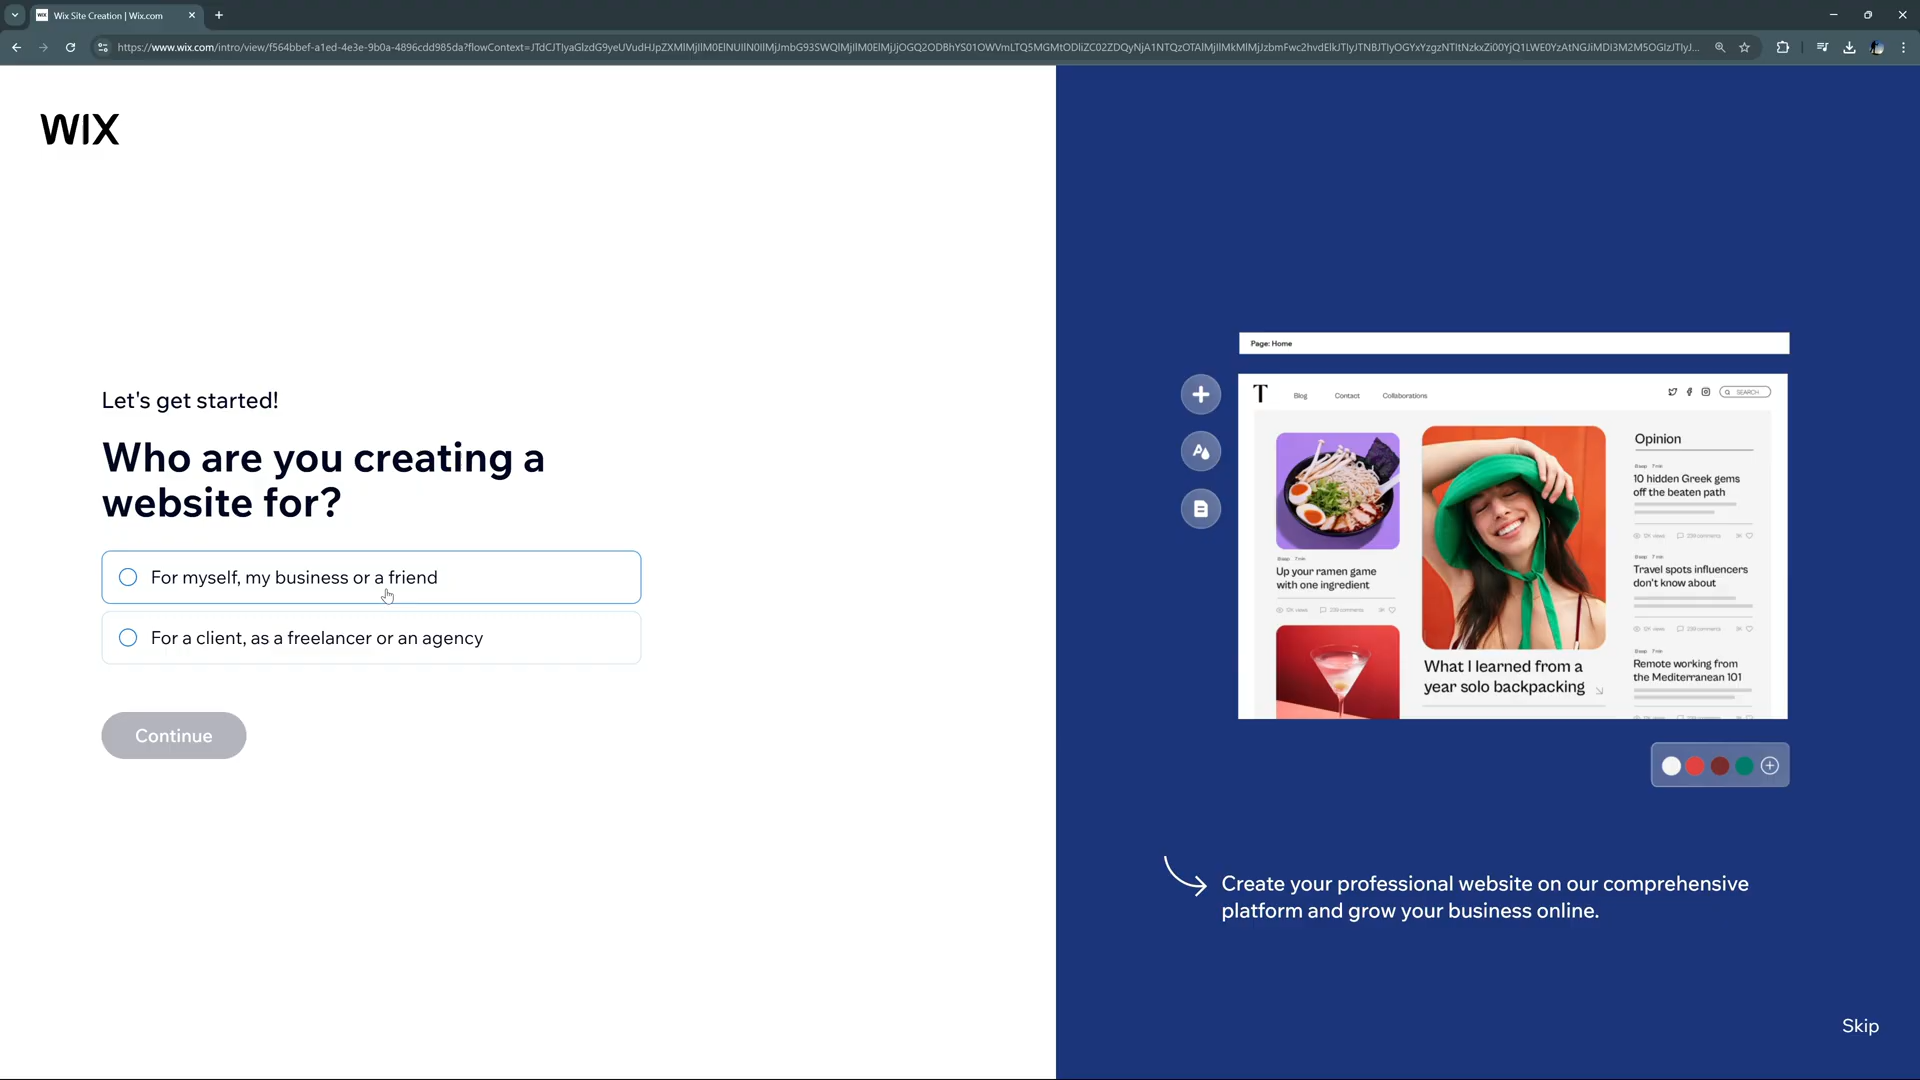 Wix Site Creation | Wix.com
WIX
Let's get started!
Who are you creating a
website for?
For myself, my business or a friend
For a client, as a freelancer or an agency
Continue
Page: Home
T
Blog
Contact
Collaborations
SEARCH
Up your ramen game
with one ingredient
What I learned from a
year solo backpacking
Opinion
10 hidden Greek gems
off the beaten path
Travel spots influencers
don't know about
Remote working from
the Mediterranean 101
Create your professional website on our comprehensive
platform and grow your business online.
Skip